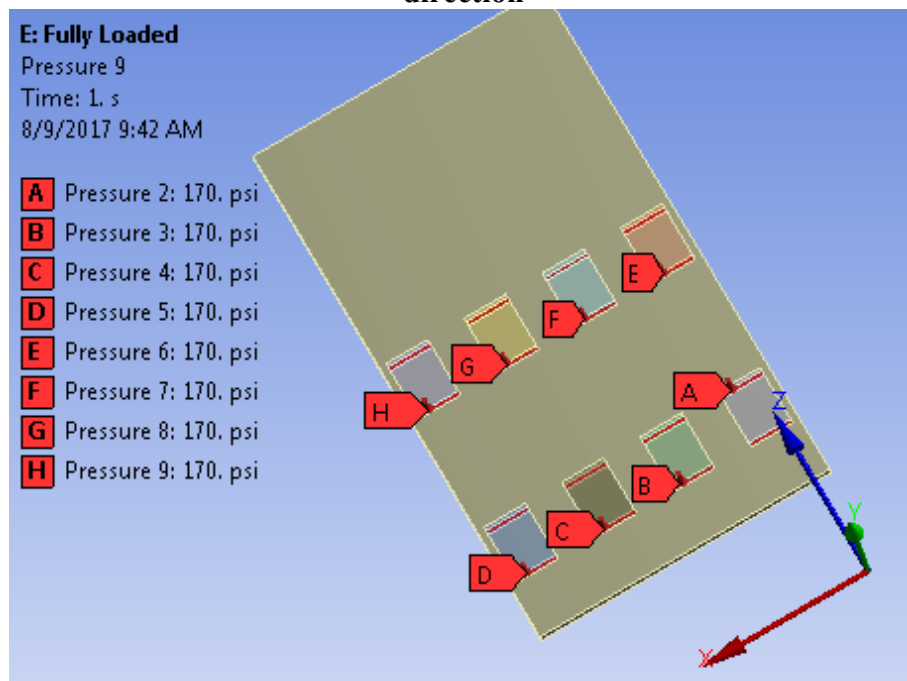 direction
E: Fully Loaded
Pressure 9
Time: 1. s
8/9/2017 9:42 AM
A Pressure 2: 170. psi
B Pressure 3: 170. psi
C Pressure 4: 170. psi
D Pressure 5: 170. psi
E Pressure 6: 170. psi
F Pressure 7: 170. psi
G Pressure 8: 170. psi
H Pressure 9: 170. psi
E
F
G
H
A
B
C
D
Z
Y
X